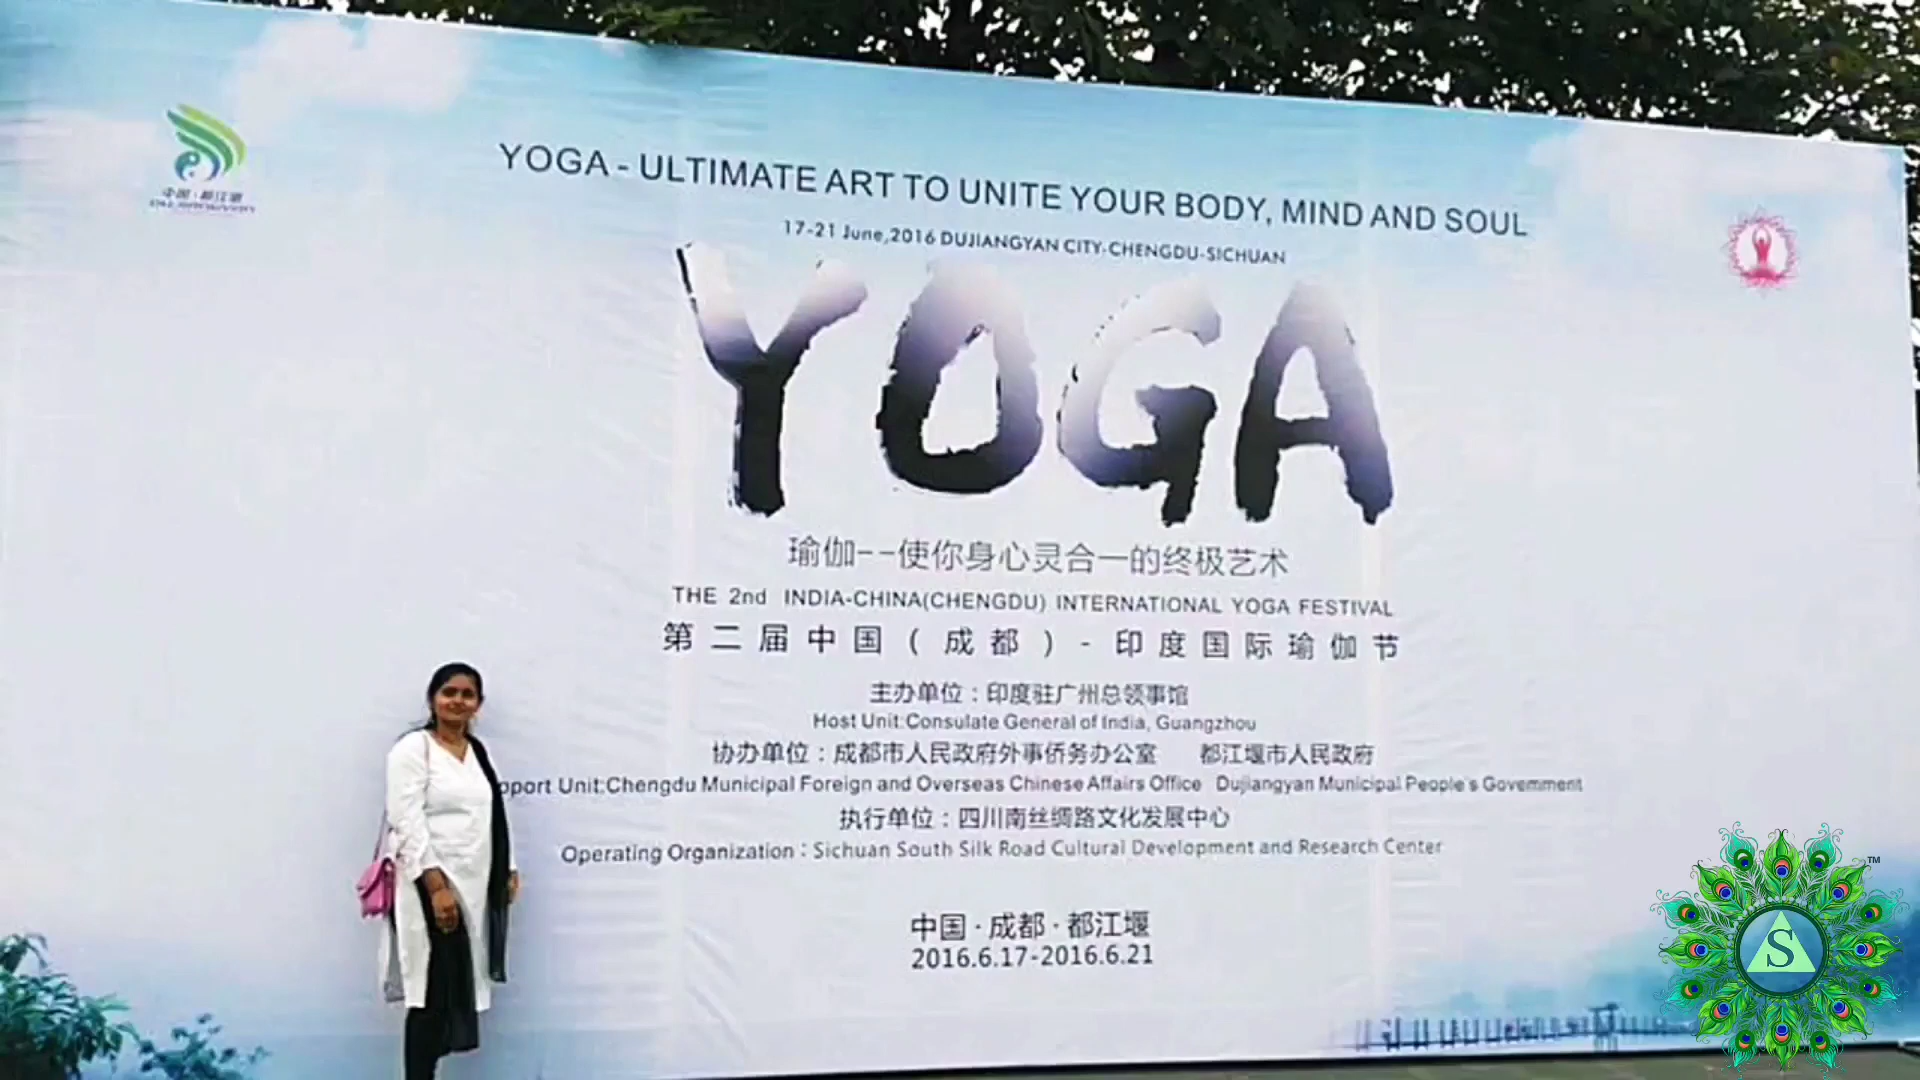 中国·都江堰
YOGA - ULTIMATE ART TO UNITE YOUR BODY, MIND AND SOUL
17-21 June,2016 DUJIANGYAN CITY-CHENGDU-SICHUAN
YOGA
瑜伽--使你身心灵合一的终极艺术
THE 2nd INDIA-CHINA(CHENGDU) INTERNATIONAL YOGA FESTIVAL
第二届中国(成都)-印度国际瑜伽节
主办单位:印度驻广州总领事馆
Host Unit:Consulate General of India, Guangzhou
协办单位:成都市人民政府外事侨务办公室 都江堰市人民政府
pport Unit:Chengdu Municipal Foreign and Overseas Chinese Affairs Office Dujiangyan Municipal People's Government
执行单位:四川南丝绸路文化发展中心
Operating Organization:Sichuan South Silk Road Cultural Development and Research Center
中国·成都·都江堰
2016.6.17-2016.6.21
S
TM